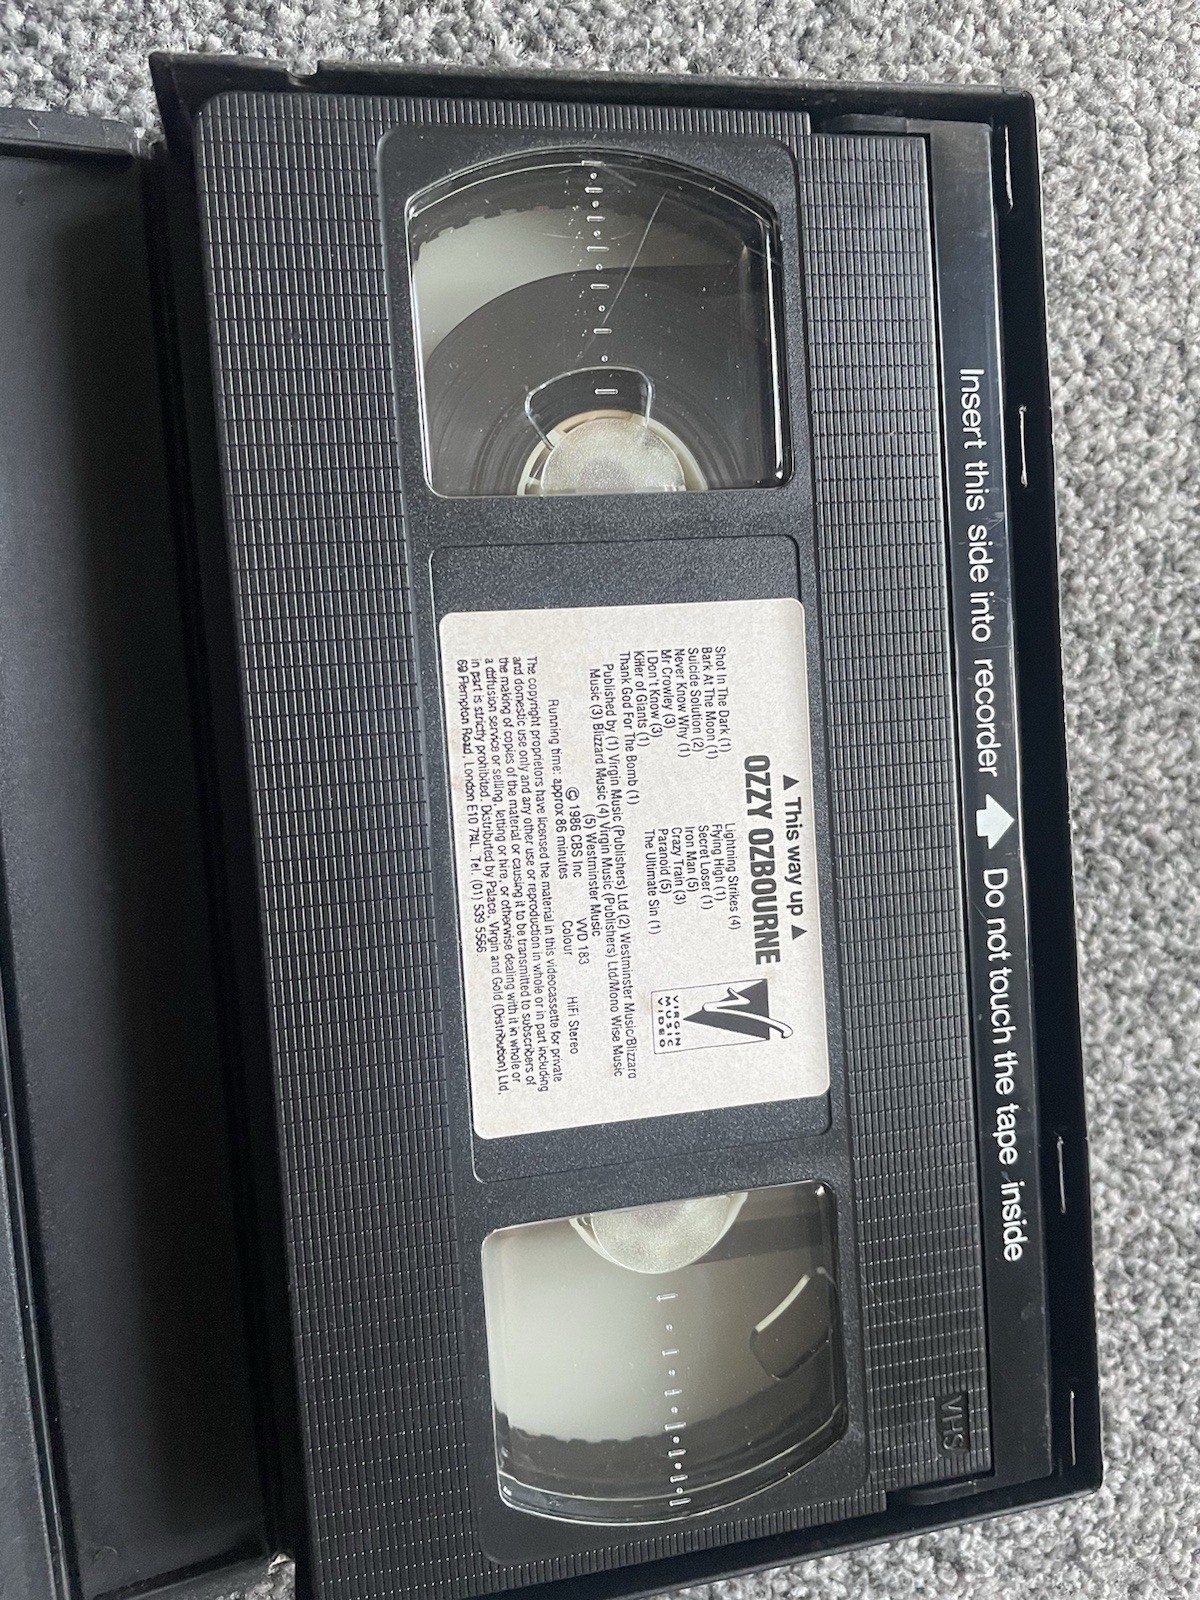 Insert this side into recorder Do not touch the tape inside
VHS
▲ This way up ▲
OZZY OZBOURNE
Shot In The Dark (1)
Bark At The Moon (1)
Suicide Solution (2)
Never Know Why (1)
Mr Crowley (3)
I Don't Know (3)
Killer of Giants (1)
Thank God For The Bomb (1)
Lightning Strikes (4)
Flying High (1)
Secret Loser (1)
Iron Man (5)
Crazy Train (3)
Paranoid (5)
The Ultimate Sin (1)
VIRGIN
MUSIC
VIDEO
Published by (1) Virgin Music (Publishers) Ltd (2) Westminster Music/Blizzard
Music (3) Blizzard Music (4) Virgin Music (Publishers) Ltd/Mono Wise Music
(5) Westminster Music
© 1986 CBS Inc VVD 183
Running time: approx 86 minutes Colour HiFi Stereo
The copyright proprietors have licensed the material in this videocassette for private
and domestic use only and any other use or reproduction in whole or in part including
the making of copies of the material or causing it to be transmitted to subscribers of
a diffusion service or selling, letting or hire, or otherwise dealing with it in whole or
in part is strictly prohibited. Distributed by Palace, Virgin and Gold (Distribution) Ltd,
69 Flempton Road, London E10 7NL. Tel. (01) 539 5566